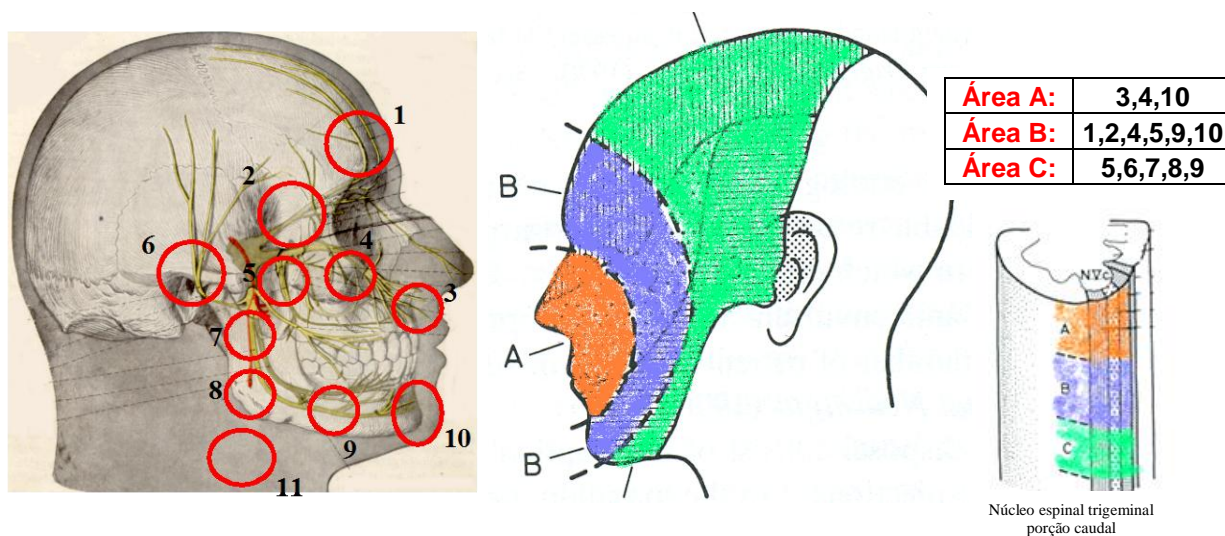 1
2
3
4
5
6
7
8
9
10
11
B
A
B
Área A: 3,4,10
Área B: 1,2,4,5,9,10
Área C: 5,6,7,8,9
NVc
A
B
C
Núcleo espinal trigeminal
porção caudal